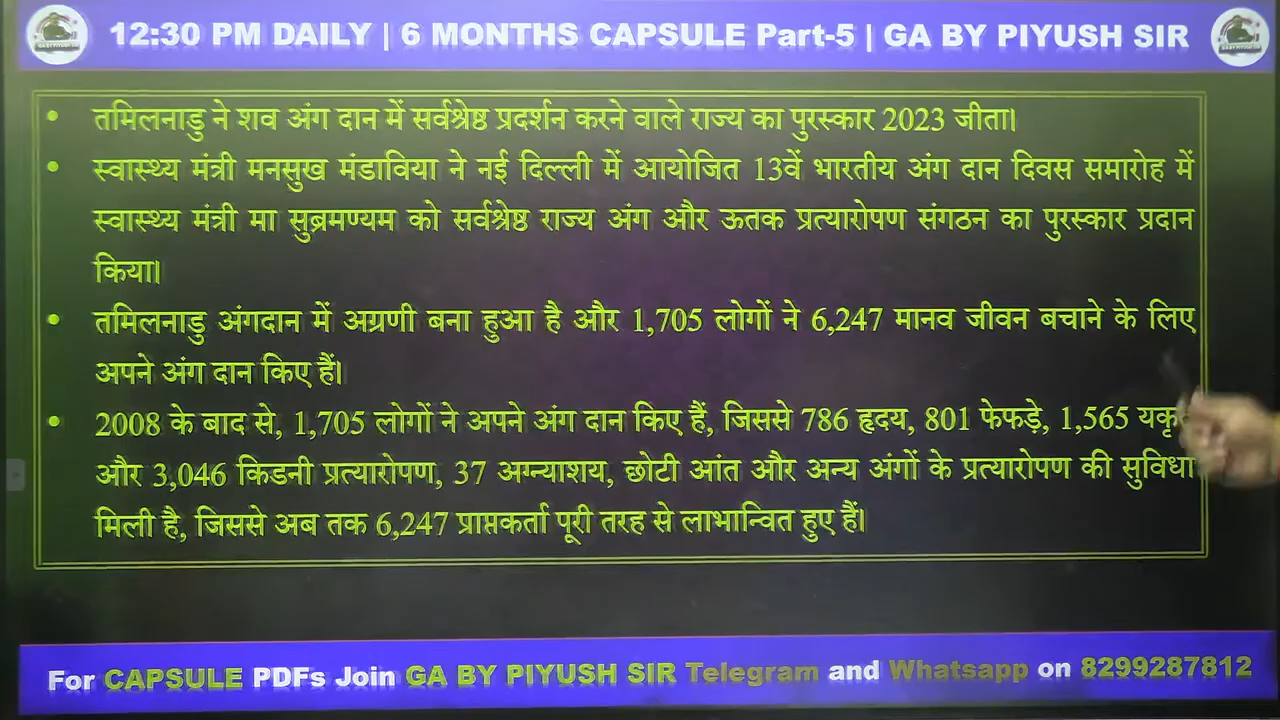 12:30 PM DAILY | 6 MONTHS CAPSULE Part-5 | GA BY PIYUSH SIR
• तमिलनाडु ने शव अंग दान में सर्वश्रेष्ठ प्रदर्शन करने वाले राज्य का पुरस्कार 2023 जीता।
• स्वास्थ्य मंत्री मनसुख मंडाविया ने नई दिल्ली में आयोजित 13वें भारतीय अंग दान दिवस समारोह में
स्वास्थ्य मंत्री मा सुब्रमण्यम को सर्वश्रेष्ठ राज्य अंग और ऊतक प्रत्यारोपण संगठन का पुरस्कार प्रदान
किया।
• तमिलनाडु अंगदान में अग्रणी बना हुआ है और 1,705 लोगों ने 6,247 मानव जीवन बचाने के लिए
अपने अंग दान किए हैं।
• 2008 के बाद से, 1,705 लोगों ने अपने अंग दान किए हैं, जिससे 786 हृदय, 801 फेफड़े, 1,565
और 3,046 किडनी प्रत्यारोपण, 37 अग्न्याशय, छोटी आंत और अन्य अंगों के प्रत्यारोपण की सुविधा
मिली है, जिससे अब तक 6,247 प्राप्तकर्ता पूरी तरह से लाभान्वित हुए हैं।
For CAPSULE PDFs Join GA BY PIYUSH SIR Telegram and Whatsapp on 8299287812